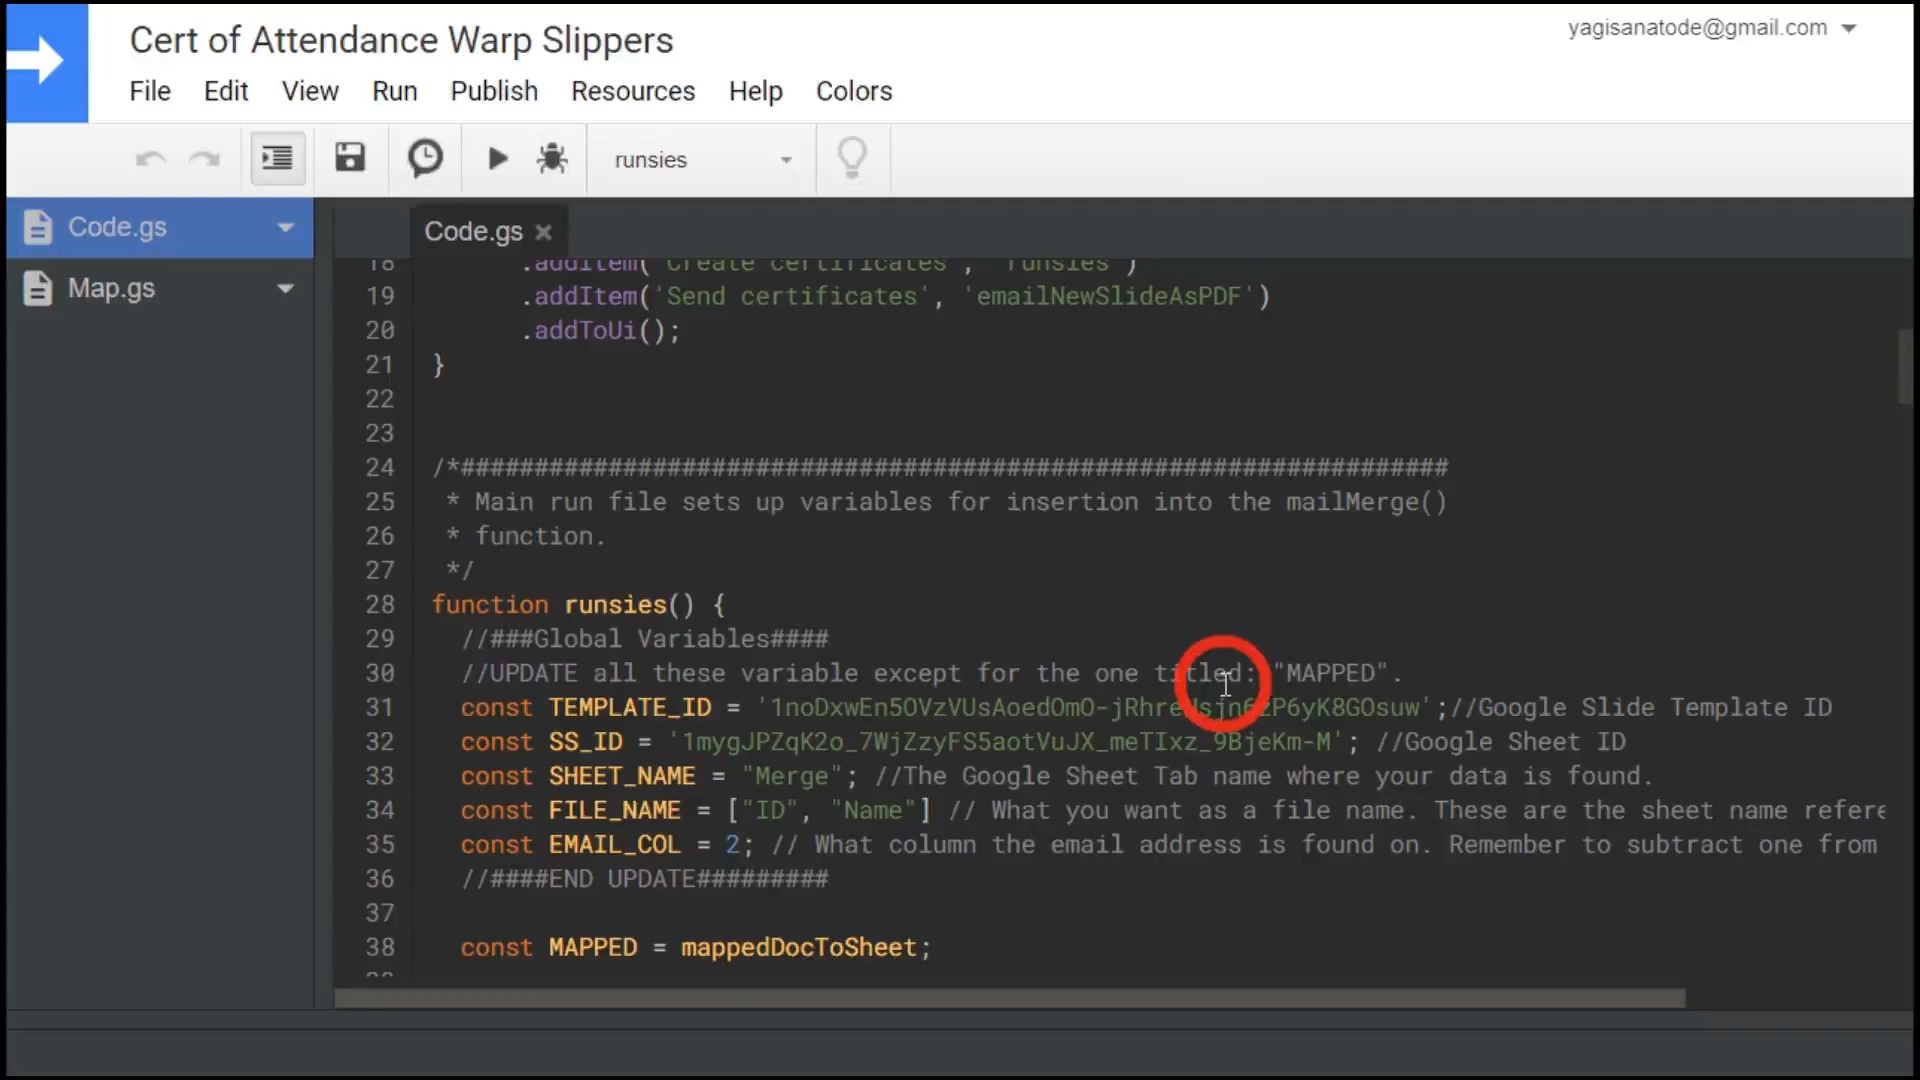 Cert of Attendance Warp Slippers
yagisanatode@gmail.com
File Edit View Run Publish Resources Help Colors
runsies
Code.gs
Map.gs
Code.gs
18 .addItem('Create certificates', 'runsies')
19 .addItem('Send certificates', 'emailNewSlideAsPDF')
20 .addToUi();
21 }
22
23
24 /*###################################################################
25 * Main run file sets up variables for insertion into the mailMerge()
26 * function.
27 */
28 function runsies() {
29 //###Global Variables####
30 //UPDATE all these variable except for the one titled: "MAPPED".
31 const TEMPLATE_ID = ;//Google Slide Template ID
32 const SS_ID = '1mygJPZqK2o_7WjZzyFS5aotVuJX_meTIxz_9BjeKm-M'; //Google Sheet ID
33 const SHEET_NAME = "Merge"; //The Google Sheet Tab name where your data is found.
34 const FILE_NAME = ["ID", "Name"] // What you want as a file name. These are the sheet name refere
35 const EMAIL_COL = 2; // What column the email address is found on. Remember to subtract one from
36 //####END UPDATE#########
37
38 const MAPPED = mappedDocToSheet;